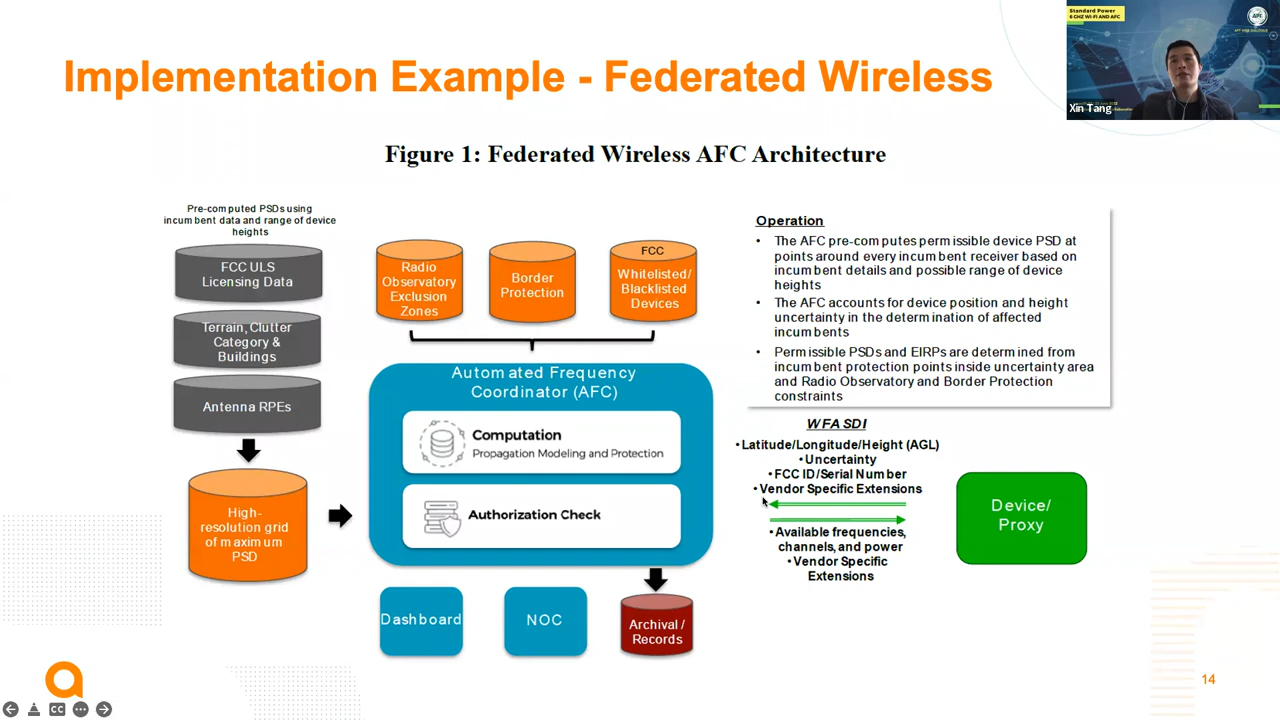 Implementation Example - Federated Wireless
Standard Power
6 GHZ WI-FI AND AFC
AFC
Xin Tang
Figure 1: Federated Wireless AFC Architecture
Pre-computed PSDs using
incumbent data and range of device
heights
FCC ULS
Licensing Data
Terrain, Clutter
Category &
Buildings
Antenna RPEs
High-
resolution grid
of maximum
PSD
Radio
Observatory
Exclusion
Zones
Border
Protection
FCC
Whitelisted/
Blacklisted
Devices
Automated Frequency
Coordinator (AFC)
Computation
Propagation Modeling and Protection
Authorization Check
Dashboard
NOC
Archival /
Records
Operation
• The AFC pre-computes permissible device PSD at
points around every incumbent receiver based on
incumbent details and possible range of device
heights
• The AFC accounts for device position and height
uncertainty in the determination of affected
incumbents
• Permissible PSDs and EIRPs are determined from
incumbent protection points inside uncertainty area
and Radio Observatory and Border Protection
constraints
WFA SDI
• Latitude/Longitude/Height (AGL)
• Uncertainty
• FCC ID/Serial Number
• Vendor Specific Extensions
• Available frequencies,
channels, and power
• Vendor Specific
Extensions
Device/
Proxy
14
CC